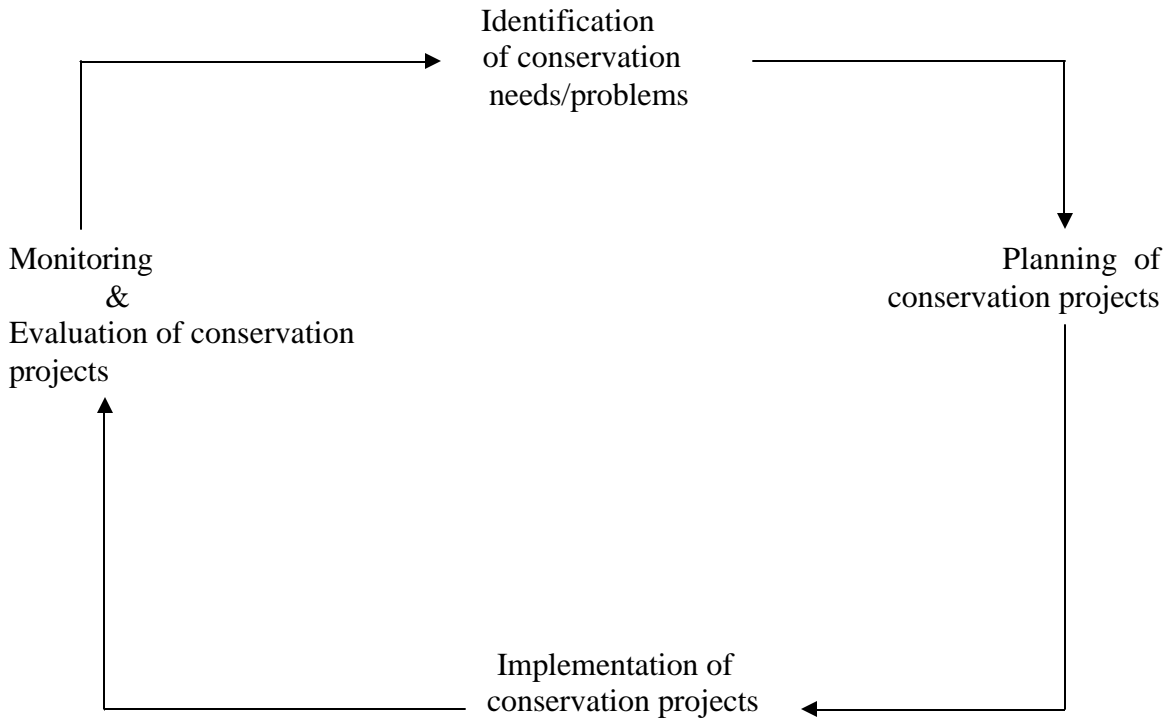 Identification
of conservation
needs/problems
Monitoring
&
Evaluation of conservation
projects
Planning of
conservation projects
Implementation of
conservation projects